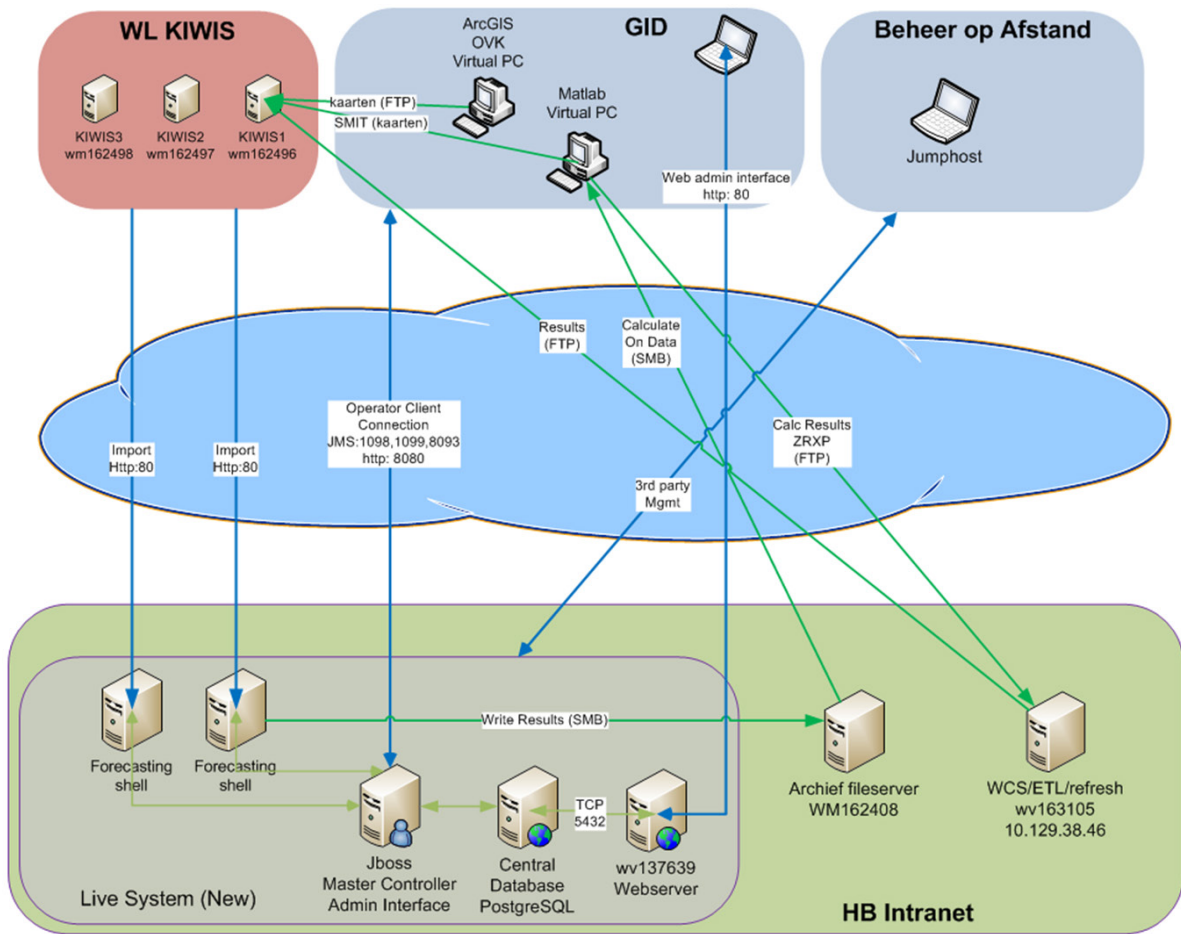 WL KIWIS
KIWIS3
wm162498
KIWIS2
wm162497
KIWIS1
wm162496
GID
ArcGIS
OVK
Virtual PC
Matlab
Virtual PC
kaarten (FTP)
SMIT (kaarten)
Web admin interface
http: 80
Beheer op Afstand
Jumphost
Results
(FTP)
Calculate
On Data
(SMB)
Operator Client
Connection
JMS:1098,1099,8093
http: 8080
Import
Http:80
Import
Http:80
Calc Results
ZRXP
(FTP)
3rd party
Mgmt
Forecasting
shell
Forecasting
shell
Write Results (SMB)
Archief fileserver
WM162408
WCS/ETL/refresh
wv163105
10.129.38.46
TCP
5432
Jboss
Master Controller
Admin Interface
Central
Database
PostgreSQL
wv137639
Webserver
Live System (New)
HB Intranet